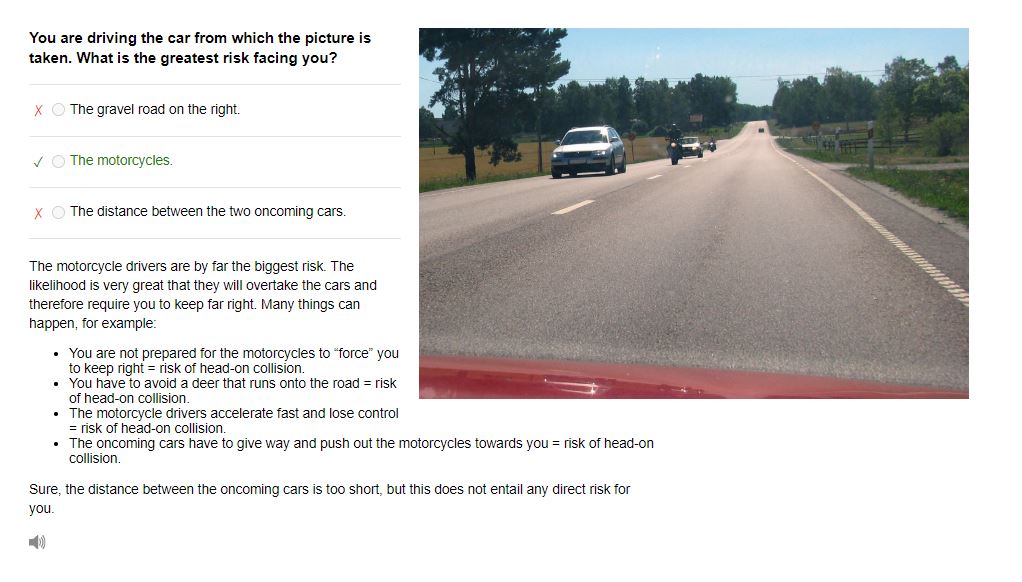 You are driving the car from which the picture is
taken. What is the greatest risk facing you?
The gravel road on the right.
The motorcycles.
The distance between the two oncoming cars.
The motorcycle drivers are by far the biggest risk. The
likelihood is very great that they will overtake the cars and
therefore require you to keep far right. Many things can
happen, for example:
• You are not prepared for the motorcycles to “force” you
to keep right = risk of head-on collision.
• You have to avoid a deer that runs onto the road = risk
of head-on collision.
• The motorcycle drivers accelerate fast and lose control
= risk of head-on collision.
• The oncoming cars have to give way and push out the motorcycles towards you = risk of head-on
collision.
Sure, the distance between the oncoming cars is too short, but this does not entail any direct risk for
you.